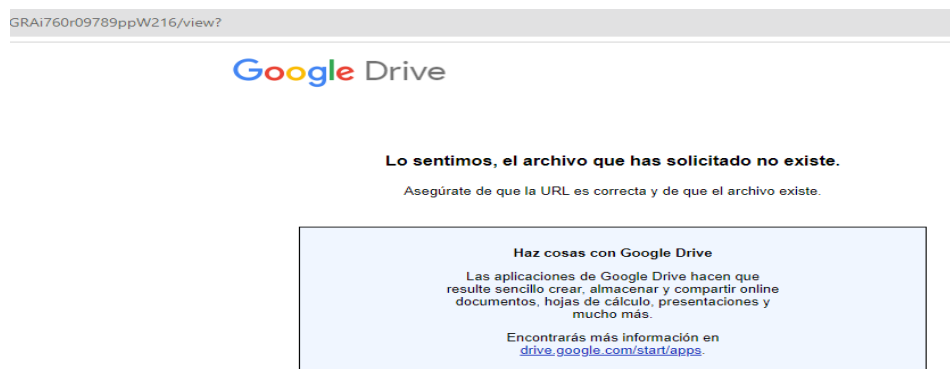 GRAi760r09789ppW216/view?
Google Drive
Lo sentimos, el archivo que has solicitado no existe.
Asegúrate de que la URL es correcta y de que el archivo existe.
Haz cosas con Google Drive
Las aplicaciones de Google Drive hacen que
resulte sencillo crear, almacenar y compartir online
documentos, hojas de cálculo, presentaciones y
mucho más.
Encontrarás más información en
drive.google.com/start/apps.